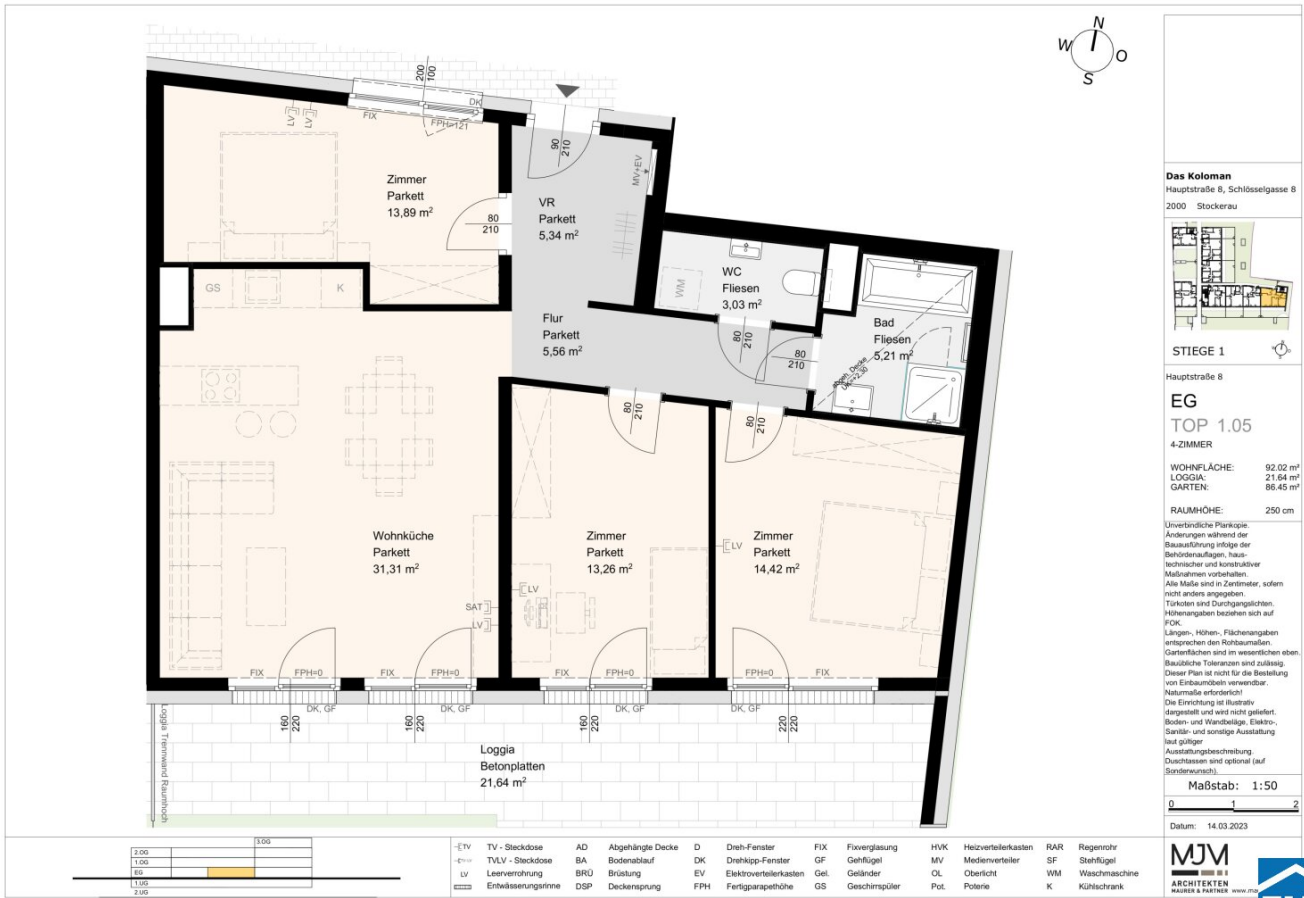 N
W
O
S
200
100
DK
FIX
FPH=121
LV
LV
90
210
MV+EV
Zimmer
Parkett
13,89 m²
80
210
VR
Parkett
5,34 m²
WC
Fliesen
3,03 m²
WM
GS
K
Flur
Parkett
5,56 m²
80
210
80
210
Bad
Fliesen
5,21 m²
abgeh. Decke
80
210
80
210
Wohnküche
Parkett
31,31 m²
Zimmer
Parkett
13,26 m²
Zimmer
Parkett
14,42 m²
LV
LV
SAT
LV
FIX
FPH=0
FIX
FPH=0
FIX
FPH=0
FPH=0
FIX
DK, GF
DK, GF
DK, GF
DK, GF
160
220
160
220
160
220
220
220
Loggia Trennwand Raumhoch
Loggia
Betonplatten
21,64 m²
Das Koloman
Hauptstraße 8, Schlösselgasse 8
2000 Stockerau
STIEGE 1
Hauptstraße 8
EG
TOP 1.05
4-ZIMMER
WOHNFLÄCHE: 92.02 m²
LOGGIA: 21.64 m²
GARTEN: 86.45 m²
RAUMHÖHE: 250 cm
Unverbindliche Plankopie.
Änderungen während der
Bauausführung infolge der
Behördenauflagen, haus-
technischer und konstruktiver
Maßnahmen vorbehalten.
Alle Maße sind in Zentimeter, sofern
nicht anders angegeben.
Türkoten sind Durchgangslichten.
Höhenangaben beziehen sich auf
FOK.
Längen-, Höhen-, Flächenangaben
entsprechen den Rohbaumaßen.
Gartenflächen sind im wesentlichen eben.
Bauübliche Toleranzen sind zulässig.
Dieser Plan ist nicht für die Bestellung
von Einbaumöbeln verwendbar.
Naturmaße erforderlich!
Die Einrichtung ist illustrativ
dargestellt und wird nicht geliefert.
Boden- und Wandbeläge, Elektro-,
Sanitär- und sonstige Ausstattung
laut gültiger
Ausstattungsbeschreibung.
Duschtassen sind optional (auf
Sonderwunsch).
Maßstab: 1:50
0 1 2
Datum: 14.03.2023
MJM
ARCHITEKTEN
MAURER & PARTNER www.ma
3.OG
2.OG
1.OG
EG
1.UG
2.UG
TV TV - Steckdose AD Abgehängte Decke D Dreh-Fenster FIX Fixverglasung HVK Heizverteilerkasten RAR Regenrohr
TVLV - Steckdose BA Bodenablauf DK Drehkipp-Fenster GF Gehflügel MV Medienverteiler SF Stehflügel
LV Leerverrohrung BRÜ Brüstung EV Elektroverteilerkasten Gel. Geländer OL Oberlicht WM Waschmaschine
Entwässerungsrinne DSP Deckensprung FPH Fertigparapethöhe GS Geschirrspüler Pot. Poterie K Kühlschrank